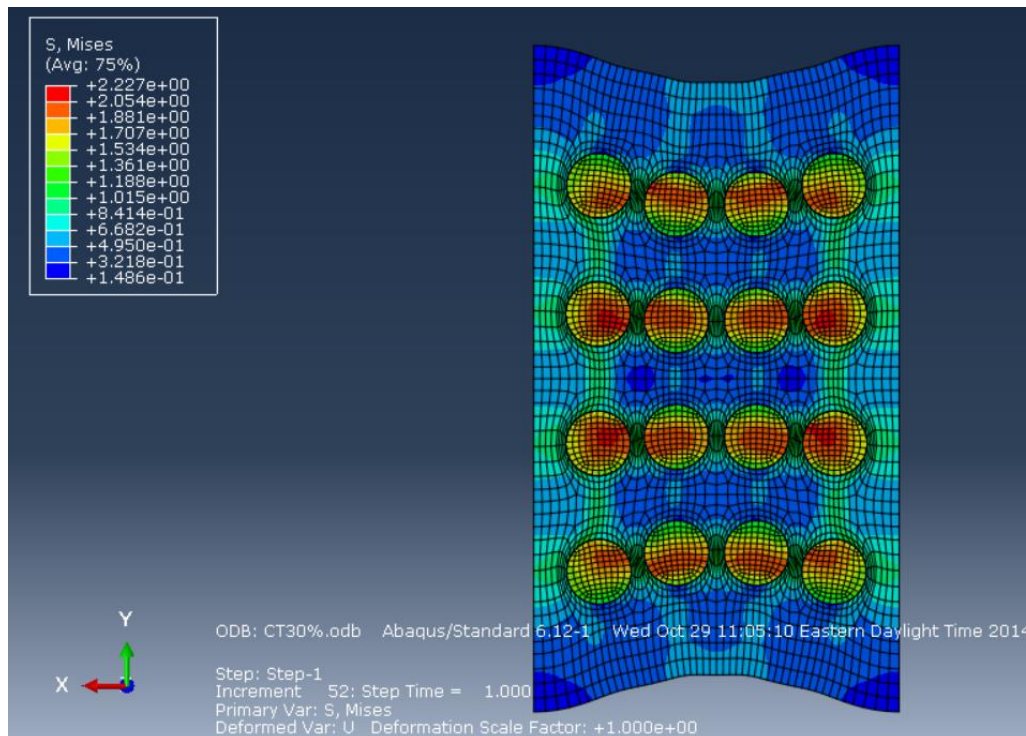 S, Mises
(Avg: 75%)
+2.227e+00
+2.054e+00
+1.881e+00
+1.707e+00
+1.534e+00
+1.361e+00
+1.188e+00
+1.015e+00
+8.414e-01
+6.682e-01
+4.950e-01
+3.218e-01
+1.486e-01
Y
X
ODB: CT30%.odb Abaqus/Standard 6.12-1 Wed Oct 29 11:05:10 Eastern Daylight Time 2014
Step: Step-1
Increment 52: Step Time = 1.000
Primary Var: S, Mises
Deformed Var: U Deformation Scale Factor: +1.000e+00